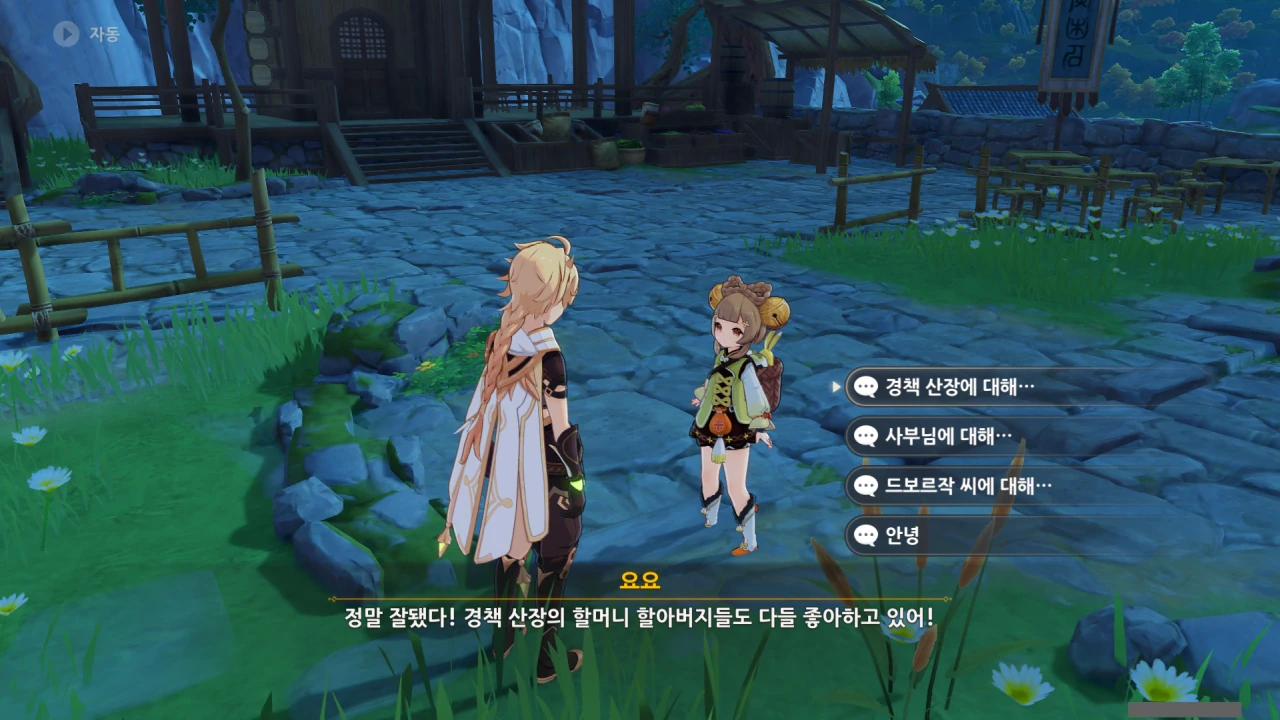 자동
경책 산장에 대해…
사부님에 대해…
드보르작 씨에 대해…
안녕
요요
정말 잘됐다! 경책 산장의 할머니 할아버지들도 다들 좋아하고 있어!